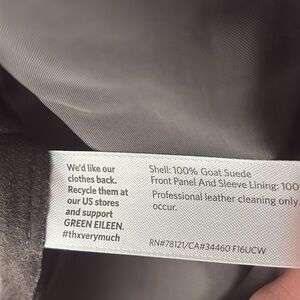 We'd like our
clothes back.
Recycle them at
our US stores
and support
GREEN EILEEN.
#thxverymuch
Shell: 100% Goat Suede
Front Panel And Sleeve Lining: 100
Professional leather cleaning only.
occur.
RN#78121/CA#34460 F16UCW